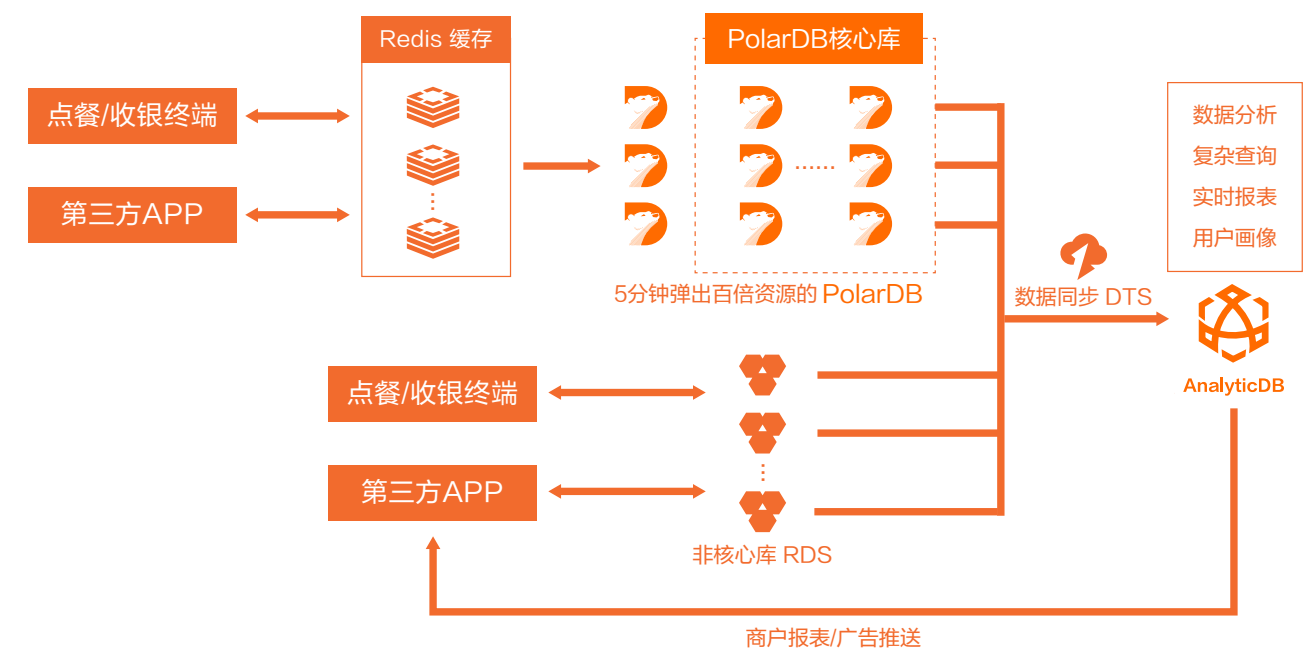 Redis 缓存
PolarDB核心库
点餐/收银终端
第三方APP
......
5分钟弹出百倍资源的 PolarDB
数据分析
复杂查询
实时报表
用户画像
数据同步 DTS
AnalyticDB
点餐/收银终端
第三方APP
非核心库 RDS
商户报表/广告推送